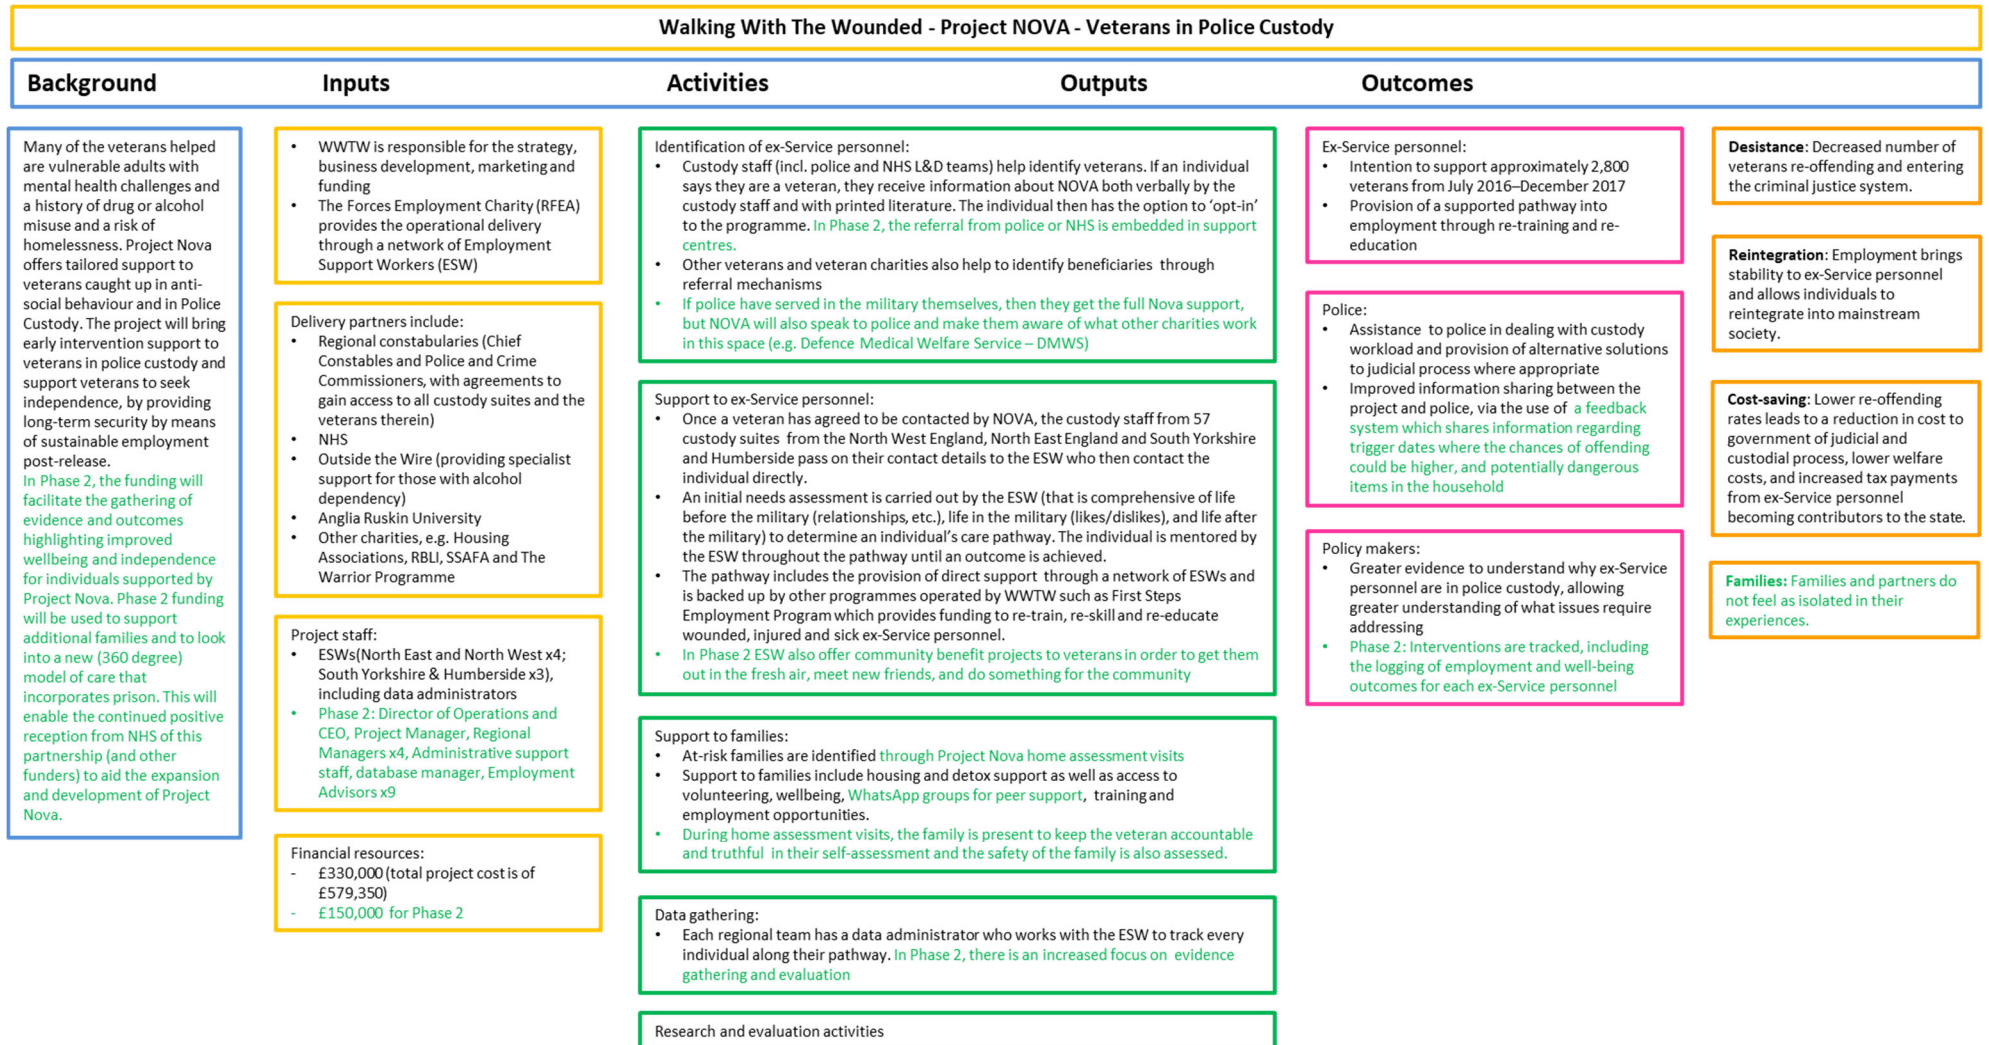 Walking With The Wounded - Project NOVA - Veterans in Police Custody
Background
Inputs
Activities
Outputs
Outcomes
Many of the veterans helped
are vulnerable adults with
mental health challenges and
a history of drug or alcohol
misuse and a risk of
homelessness. Project Nova
offers tailored support to
veterans caught up in anti-
social behaviour and in Police
Custody. The project will bring
early intervention support to
veterans in police custody and
support veterans to seek
independence, by providing
long-term security by means
of sustainable employment
post-release.
In Phase 2, the funding will
facilitate the gathering of
evidence and outcomes
highlighting improved
wellbeing and independence
for individuals supported by
Project Nova. Phase 2 funding
will be used to support
additional families and to look
into a new (360 degree)
model of care that
incorporates prison. This will
enable the continued positive
reception from NHS of this
partnership (and other
funders) to aid the expansion
and development of Project
Nova.
• WWTW is responsible for the strategy,
business development, marketing and
funding
• The Forces Employment Charity (RFEA)
provides the operational delivery
through a network of Employment
Support Workers (ESW)
Delivery partners include:
• Regional constabularies (Chief
Constables and Police and Crime
Commissioners, with agreements to
gain access to all custody suites and the
veterans therein)
• NHS
• Outside the Wire (providing specialist
support for those with alcohol
dependency)
• Anglia Ruskin University
• Other charities, e.g. Housing
Associations, RBLI, SSAFA and The
Warrior Programme
Project staff:
• ESWs(North East and North West x4;
South Yorkshire & Humberside x3),
including data administrators
• Phase 2: Director of Operations and
CEO, Project Manager, Regional
Managers x4, Administrative support
staff, database manager, Employment
Advisors x9
Financial resources:
- £330,000 (total project cost is of
£579,350)
- £150,000 for Phase 2
Identification of ex-Service personnel:
• Custody staff (incl. police and NHS L&D teams) help identify veterans. If an individual
says they are a veteran, they receive information about NOVA both verbally by the
custody staff and with printed literature. The individual then has the option to ‘opt-in’
to the programme. In Phase 2, the referral from police or NHS is embedded in support
centres.
• Other veterans and veteran charities also help to identify beneficiaries through
referral mechanisms
• If police have served in the military themselves, then they get the full Nova support,
but NOVA will also speak to police and make them aware of what other charities work
in this space (e.g. Defence Medical Welfare Service – DMWS)
Support to ex-Service personnel:
• Once a veteran has agreed to be contacted by NOVA, the custody staff from 57
custody suites from the North West England, North East England and South Yorkshire
and Humberside pass on their contact details to the ESW who then contact the
individual directly.
• An initial needs assessment is carried out by the ESW (that is comprehensive of life
before the military (relationships, etc.), life in the military (likes/dislikes), and life after
the military) to determine an individual’s care pathway. The individual is mentored by
the ESW throughout the pathway until an outcome is achieved.
• The pathway includes the provision of direct support through a network of ESWs and
is backed up by other programmes operated by WWTW such as First Steps
Employment Program which provides funding to re-train, re-skill and re-educate
wounded, injured and sick ex-Service personnel.
• In Phase 2 ESW also offer community benefit projects to veterans in order to get them
out in the fresh air, meet new friends, and do something for the community
Support to families:
• At-risk families are identified through Project Nova home assessment visits
• Support to families include housing and detox support as well as access to
volunteering, wellbeing, WhatsApp groups for peer support, training and
employment opportunities.
• During home assessment visits, the family is present to keep the veteran accountable
and truthful in their self-assessment and the safety of the family is also assessed.
Data gathering:
• Each regional team has a data administrator who works with the ESW to track every
individual along their pathway. In Phase 2, there is an increased focus on evidence
gathering and evaluation
Research and evaluation activities
Ex-Service personnel:
• Intention to support approximately 2,800
veterans from July 2016–December 2017
• Provision of a supported pathway into
employment through re-training and re-
education
Police:
• Assistance to police in dealing with custody
workload and provision of alternative solutions
to judicial process where appropriate
• Improved information sharing between the
project and police, via the use of a feedback
system which shares information regarding
trigger dates where the chances of offending
could be higher, and potentially dangerous
items in the household
Policy makers:
• Greater evidence to understand why ex-Service
personnel are in police custody, allowing
greater understanding of what issues require
addressing
• Phase 2: Interventions are tracked, including
the logging of employment and well-being
outcomes for each ex-Service personnel
Desistance: Decreased number of
veterans re-offending and entering
the criminal justice system.
Reintegration: Employment brings
stability to ex-Service personnel
and allows individuals to
reintegrate into mainstream
society.
Cost-saving: Lower re-offending
rates leads to a reduction in cost to
government of judicial and
custodial process, lower welfare
costs, and increased tax payments
from ex-Service personnel
becoming contributors to the state.
Families: Families and partners do
not feel as isolated in their
experiences.